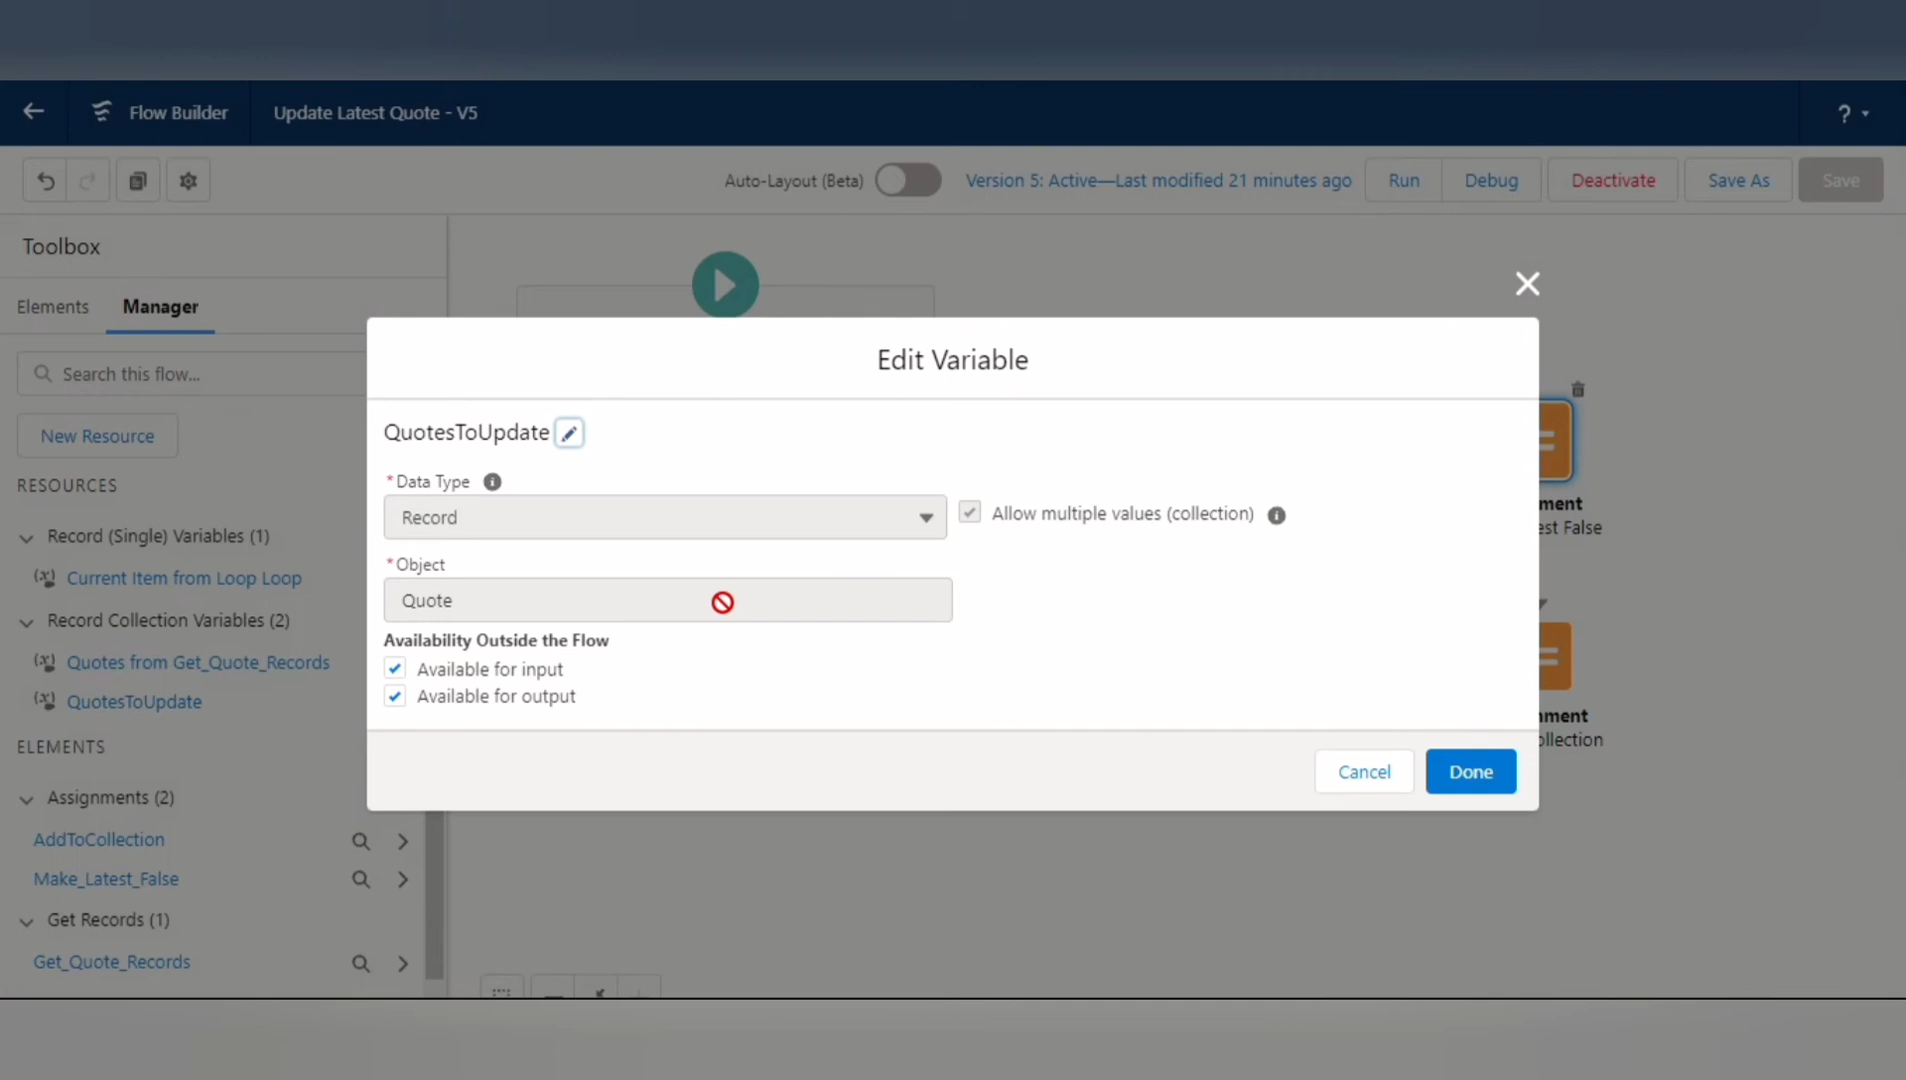 Flow Builder
Update Latest Quote - V5
?
Auto-Layout (Beta)
Version 5: Active—Last modified 21 minutes ago
Run
Debug
Deactivate
Save As
Save
Toolbox
Elements
Manager
Search this flow...
New Resource
RESOURCES
Record (Single) Variables (1)
Current Item from Loop Loop
Record Collection Variables (2)
Quotes from Get_Quote_Records
QuotesToUpdate
ELEMENTS
Assignments (2)
AddToCollection
Make_Latest_False
Get Records (1)
Get_Quote_Records
Edit Variable
QuotesToUpdate
*Data Type
Record
Allow multiple values (collection)
*Object
Quote
Availability Outside the Flow
Available for input
Available for output
Cancel
Done
ment
est False
nment
ollection